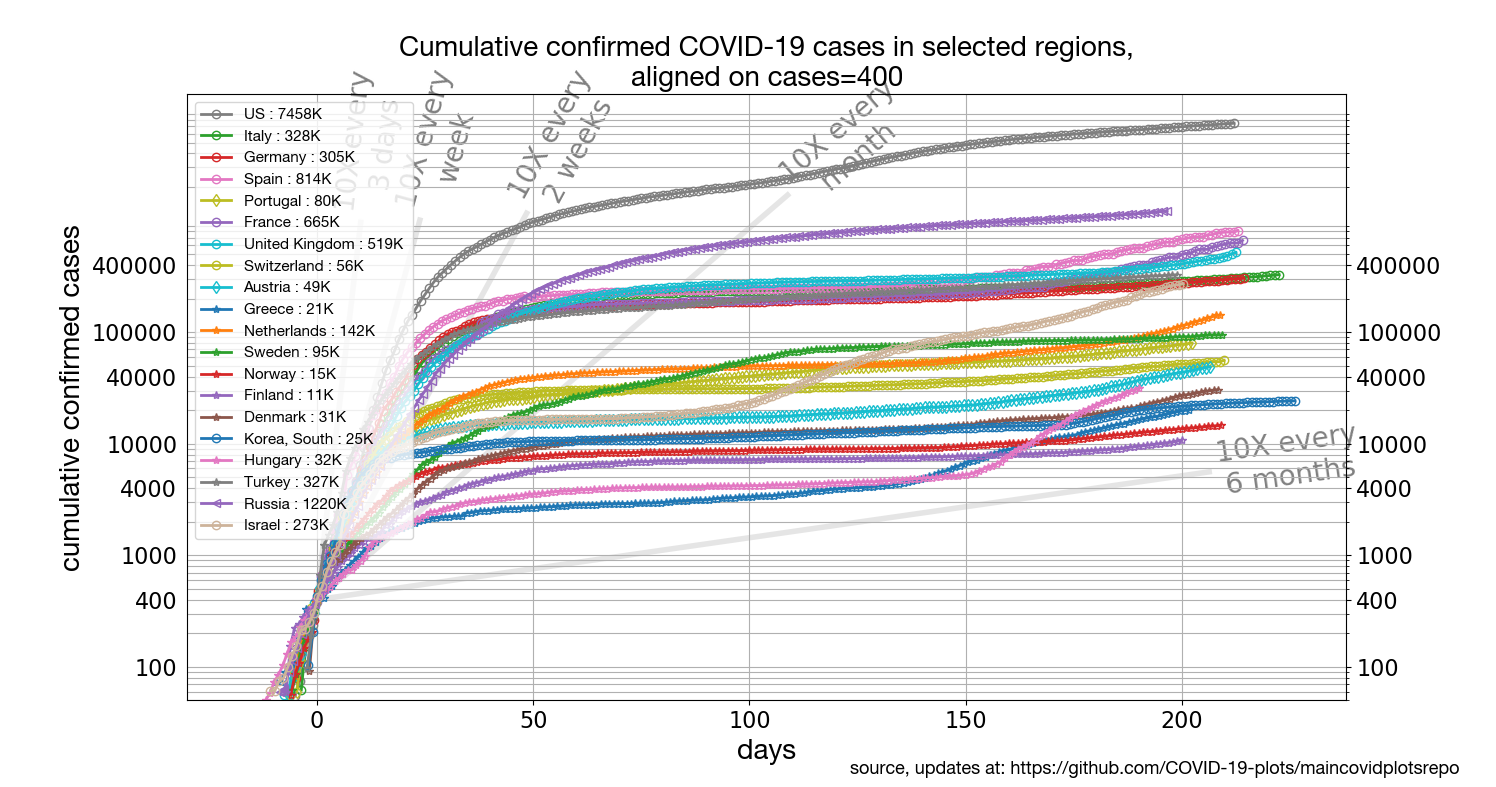 Cumulative confirmed COVID-19 cases in selected regions,
aligned on cases=400
US : 7458K
Italy : 328K
Germany : 305K
Spain : 814K
Portugal : 80K
France : 665K
United Kingdom : 519K
Switzerland : 56K
Austria : 49K
Greece : 21K
Netherlands : 142K
Sweden : 95K
Norway : 15K
Finland : 11K
Denmark : 31K
Korea, South : 25K
Hungary : 32K
Turkey : 327K
Russia : 1220K
Israel : 273K
10X every
3 days
10X every
week
10X every
2 weeks
10X every
month
10X every
6 months
cumulative confirmed cases
400000
100000
40000
10000
4000
1000
400
100
400000
100000
40000
10000
4000
1000
400
100
0
50
100
150
200
days
source, updates at: https://github.com/COVID-19-plots/maincovidplotsrepo